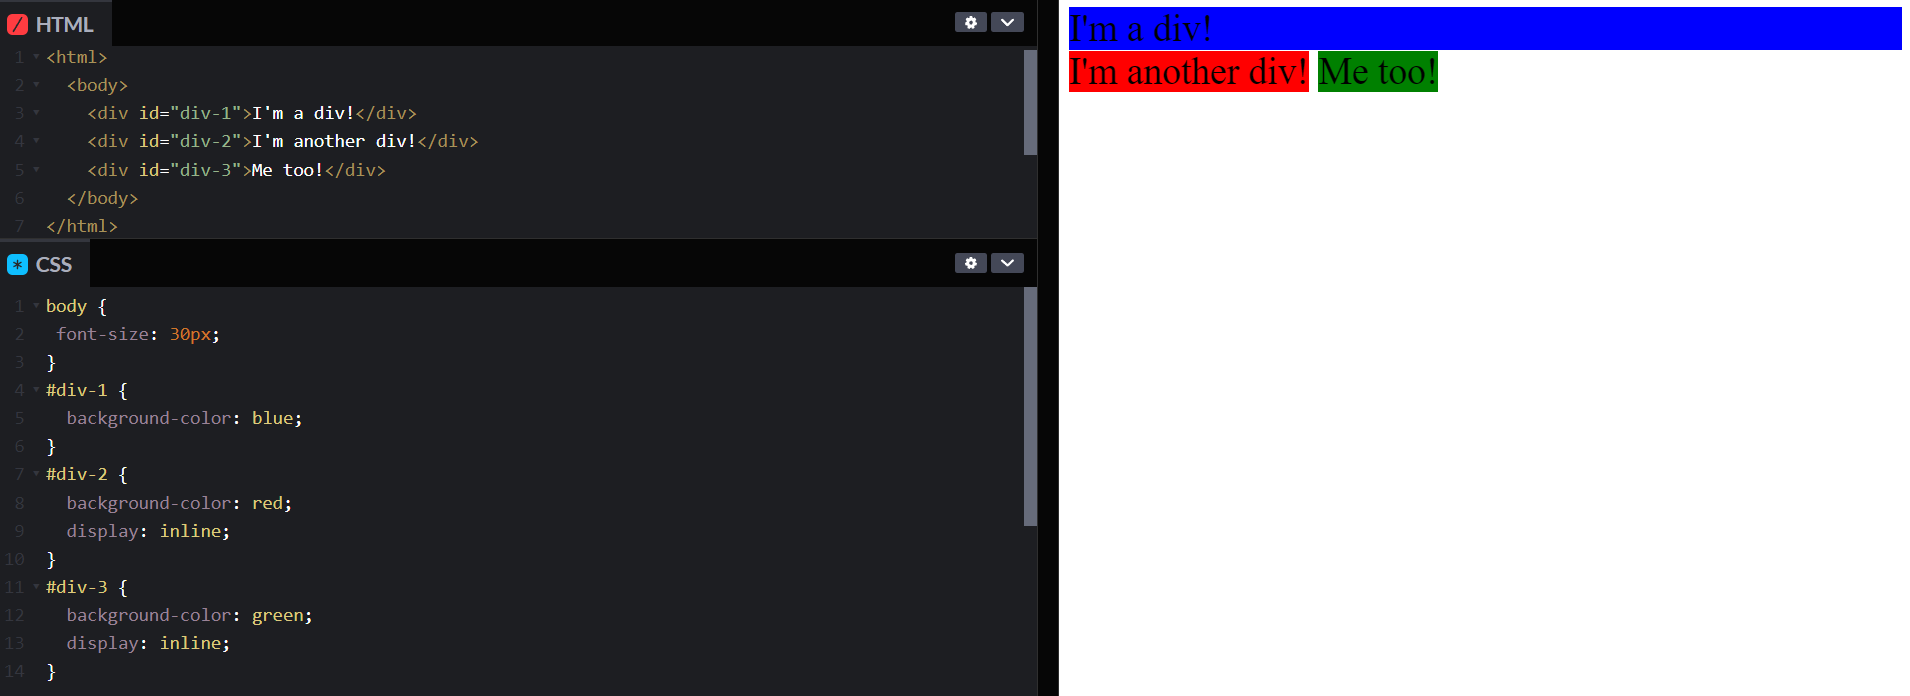 HTML
1 <html>
2 <body>
3 <div id="div-1">I'm a div!</div>
4 <div id="div-2">I'm another div!</div>
5 <div id="div-3">Me too!</div>
6 </body>
7 </html>
CSS
1 body {
2 font-size: 30px;
3 }
4 #div-1 {
5 background-color: blue;
6 }
7 #div-2 {
8 background-color: red;
9 display: inline;
10 }
11 #div-3 {
12 background-color: green;
13 display: inline;
14 }
I'm a div!
I'm another div! Me too!